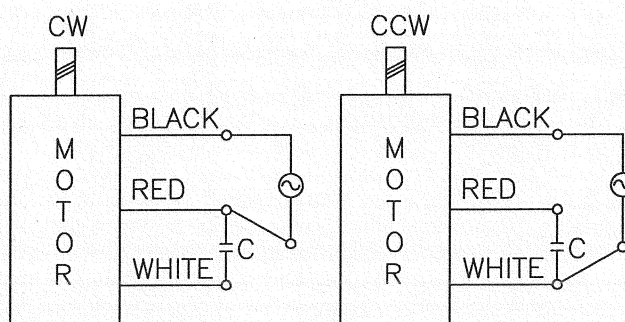 CW
BLACK
MOTOR
RED
C
WHITE
CCW
BLACK
MOTOR
RED
C
WHITE